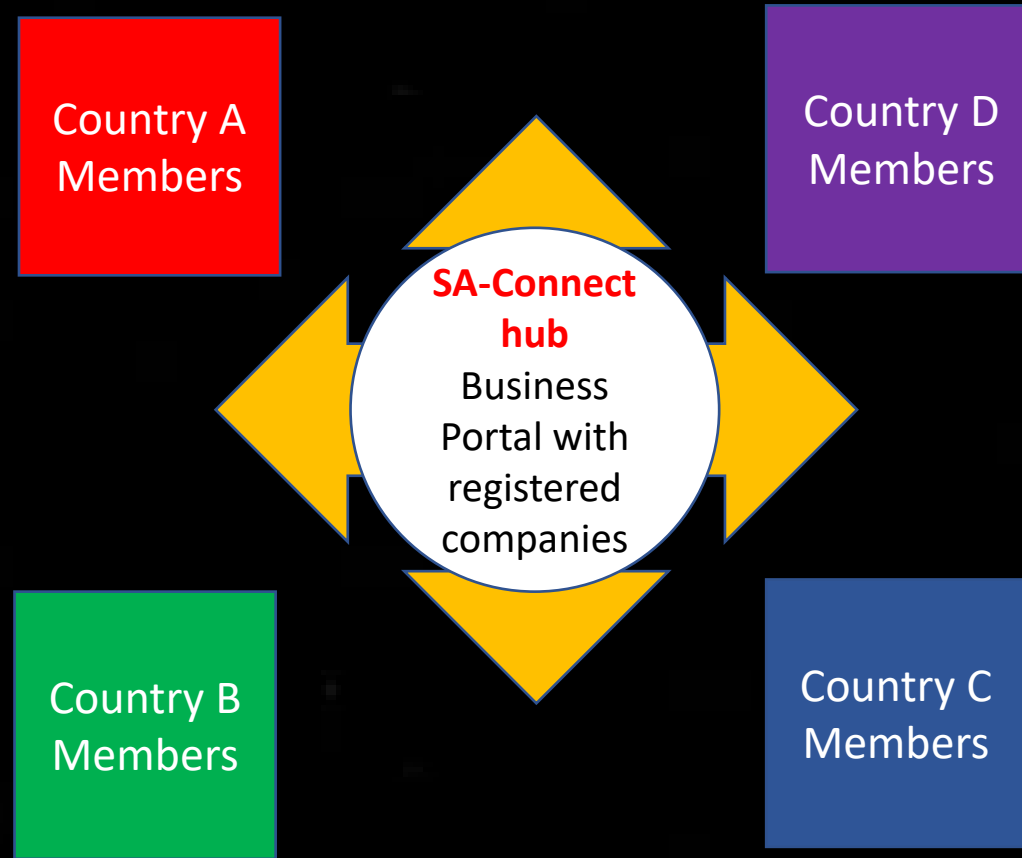 Country A
Members
Country D
Members
SA-Connect
hub
Business
Portal with
registered
companies
Country B
Members
Country C
Members